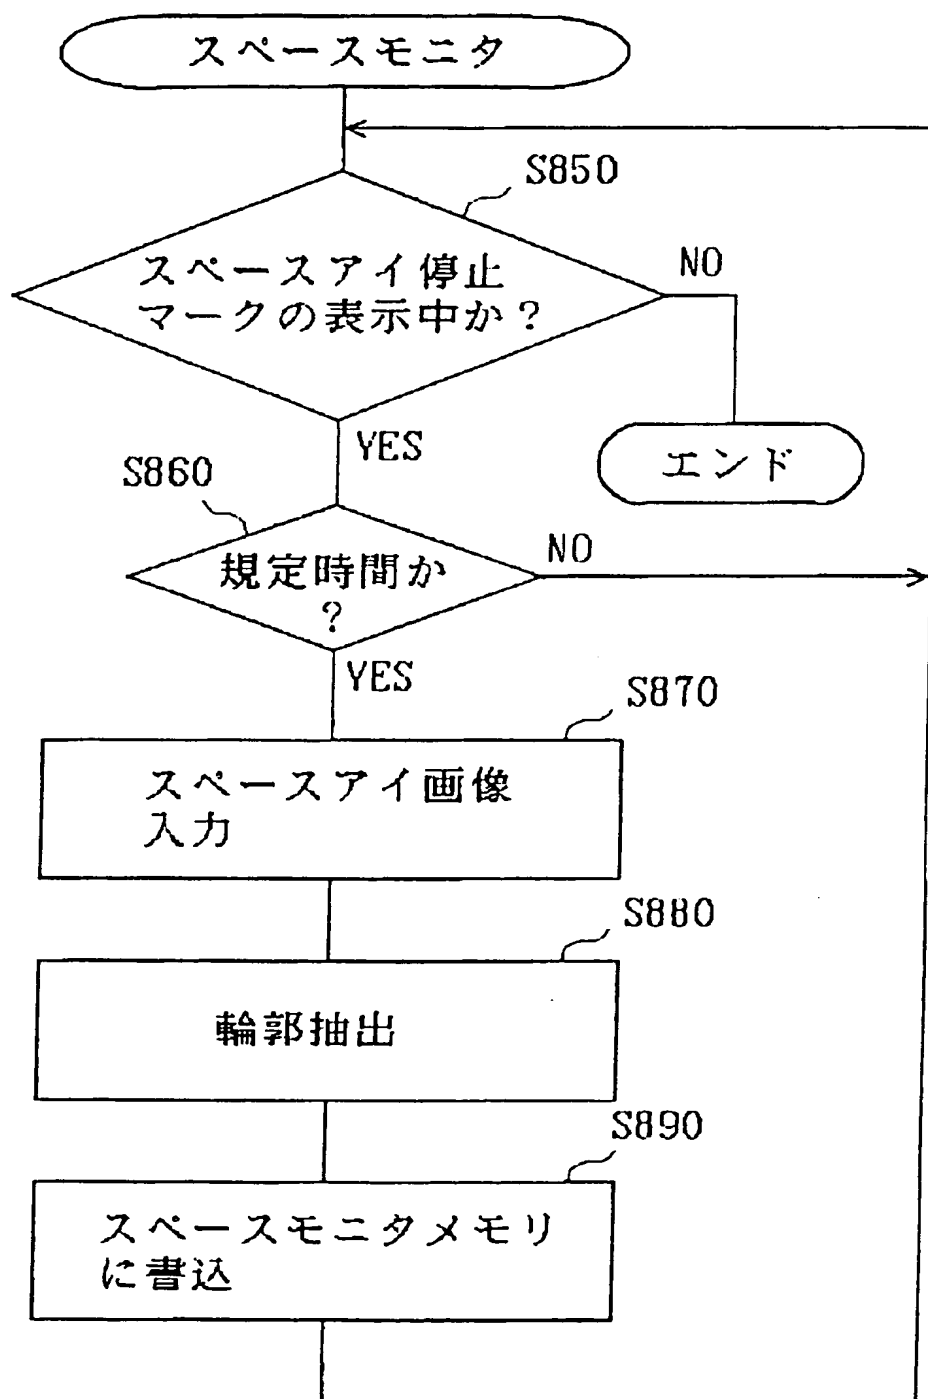 スペースモニタ
S850
スペースアイ停止
マークの表示中か?
NO
エンド
YES
S860
規定時間か
?
NO
YES
S870
スペースアイ画像
入力
S880
輪郭抽出
S890
スペースモニタメモリ
に書込